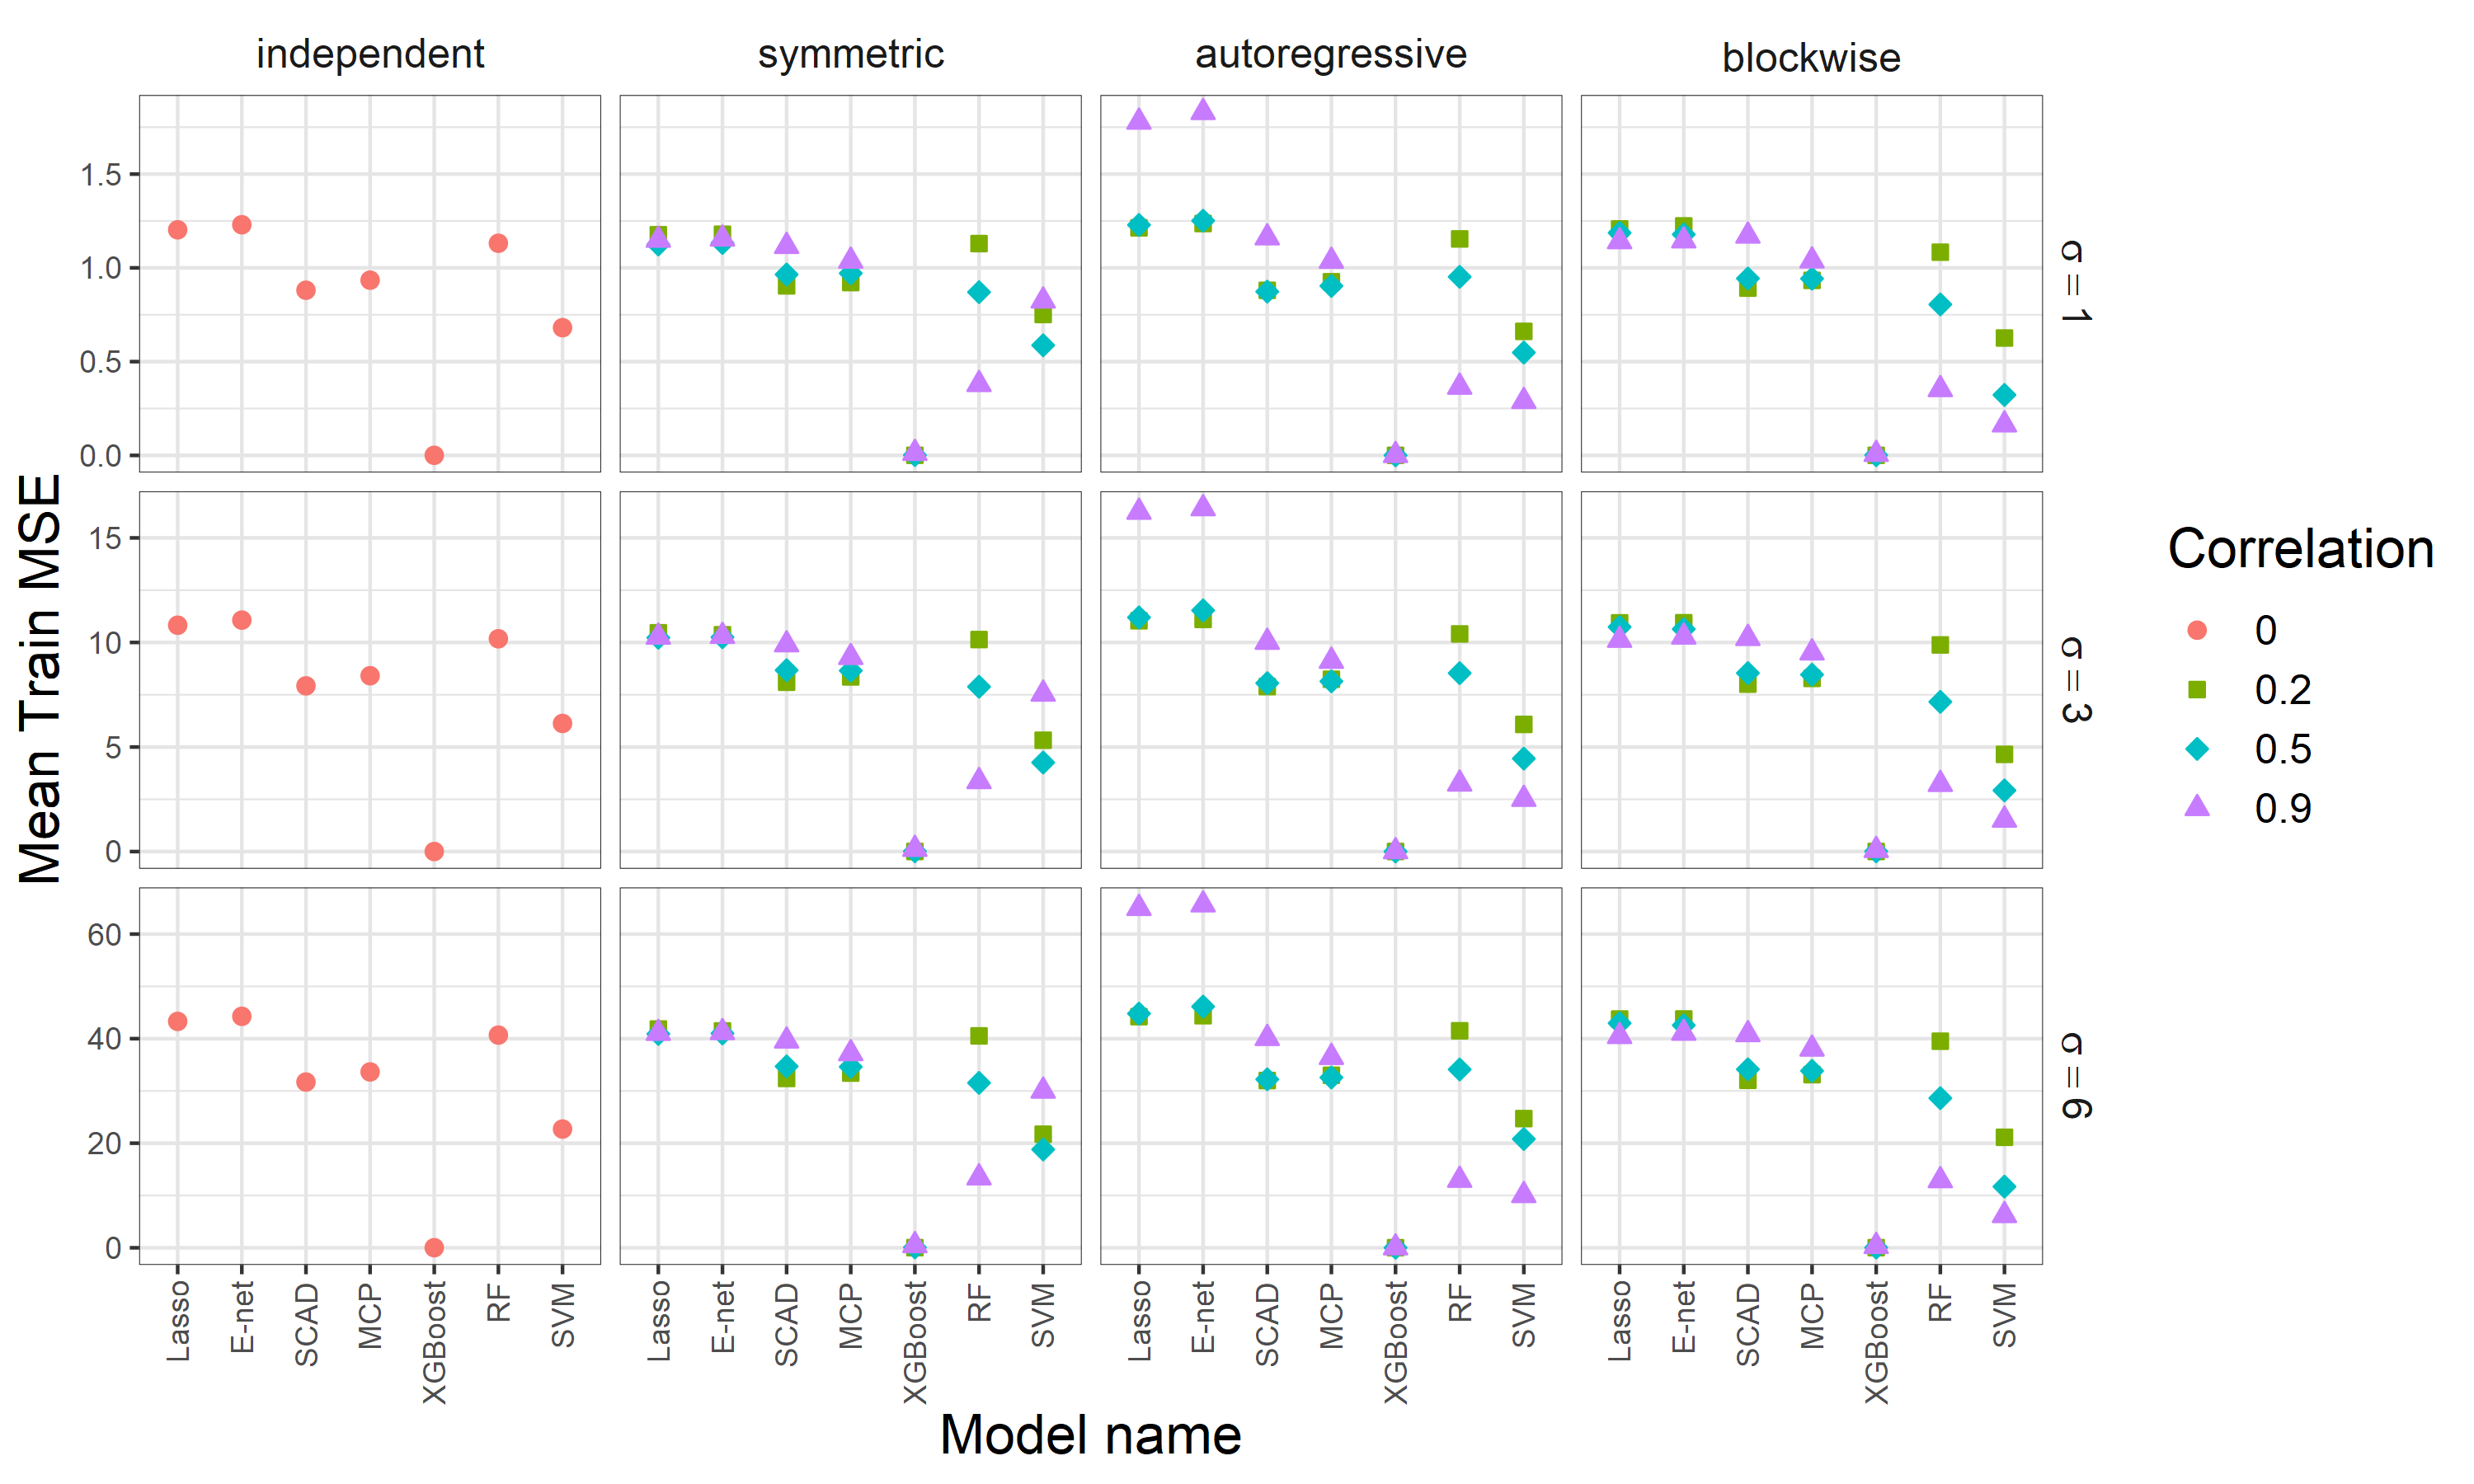 independent symmetric autoregressive blockwise
Mean Train MSE
1.5
1.0
0.5
0.0
σ = 1
15
10
5
0
σ = 3
60
40
20
0
σ = 6
Lasso E-net SCAD MCP XGBoost RF SVM Lasso E-net SCAD MCP XGBoost RF SVM Lasso E-net SCAD MCP XGBoost RF SVM Lasso E-net SCAD MCP XGBoost RF SVM
Model name
Correlation
0
0.2
0.5
0.9